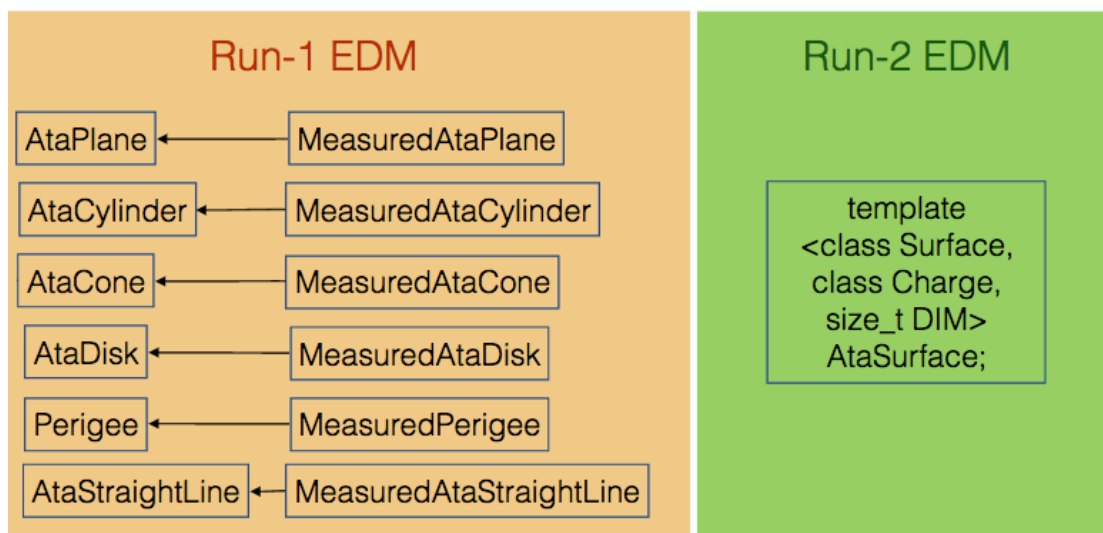 Run-1 EDM
AtaPlane MeasuredAtaPlane
AtaCylinder MeasuredAtaCylinder
AtaCone MeasuredAtaCone
AtaDisk MeasuredAtaDisk
Perigee MeasuredPerigee
AtaStraightLine MeasuredAtaStraightLine
Run-2 EDM
template
<class Surface,
class Charge,
size_t DIM>
AtaSurface;